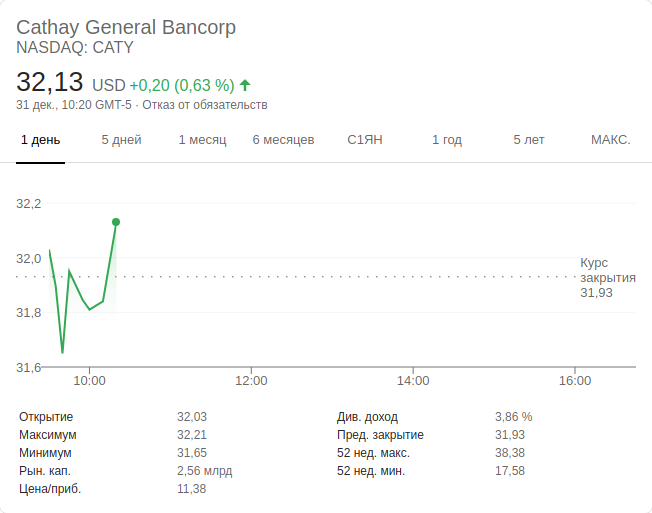 Cathay General Bancorp
NASDAQ: CATY
32,13 USD +0,20 (0,63 %)
31 дек., 10:20 GMT-5 · Отказ от обязательств
1 день 5 дней 1 месяц 6 месяцев С1ЯН 1 год 5 лет МАКС.
32,2
32,0
Курс
закрытия
31,93
31,8
31,6
10:00 12:00 14:00 16:00
Открытие 32,03 Див. доход 3,86 %
Максимум 32,21 Пред. закрытие 31,93
Минимум 31,65 52 нед. макс. 38,38
Рын. кап. 2,56 млрд 52 нед. мин. 17,58
Цена/приб. 11,38